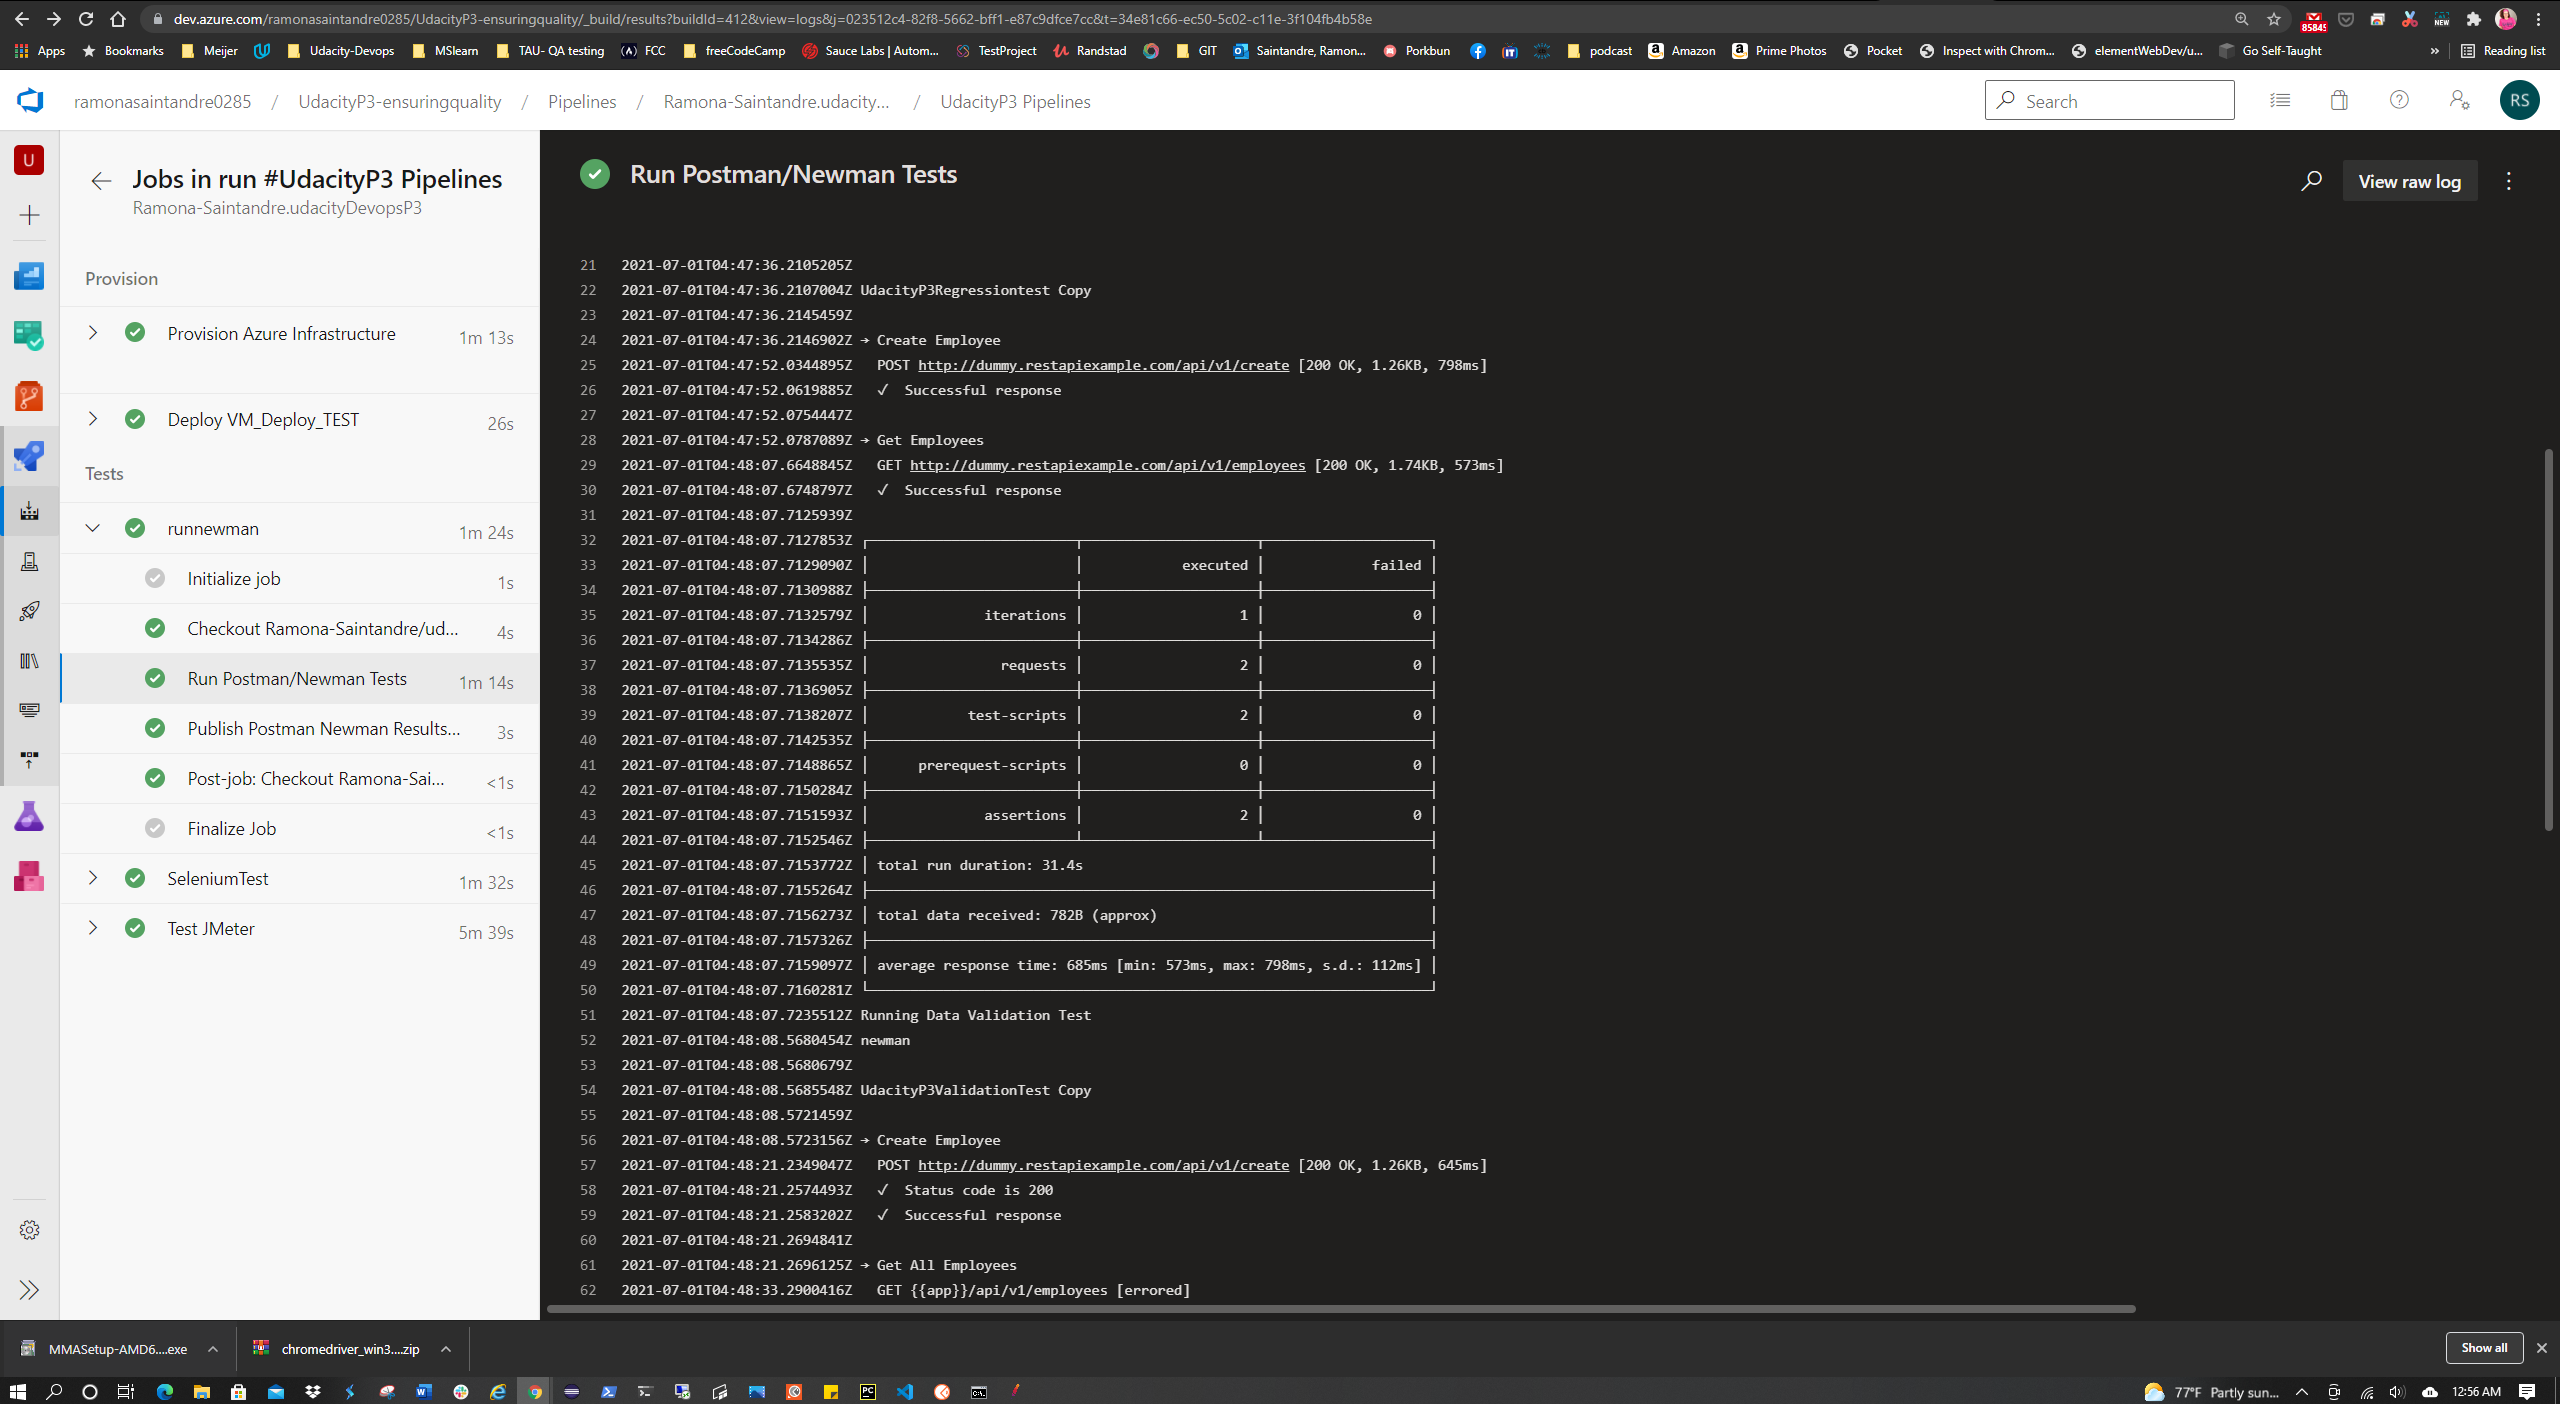 dev.azure.com/ramonasaintandre0285/UdacityP3-ensuringquality/_build/results?buildId=412&view=logs&j=023512c4-82f8-5662-bff1-e87c9dfce7cc&t=34e81c66-ec50-5c02-c11e-3f104fb4b58e
Apps Bookmarks Meijer Udacity-Devops MSlearn TAU- QA testing FCC freeCodeCamp Sauce Labs | Autom... TestProject Randstad GIT Saintandre, Ramon... Porkbun podcast Amazon Prime Photos Pocket Inspect with Chrom... elementWebDev/u... Go Self-Taught » Reading list
ramonasaintandre0285 / UdacityP3-ensuringquality / Pipelines / Ramona-Saintandre.udacity... / UdacityP3 Pipelines
Search
RS
U
Jobs in run #UdacityP3 Pipelines
Ramona-Saintandre.udacityDevopsP3
Provision
Provision Azure Infrastructure 1m 13s
Deploy VM_Deploy_TEST 26s
Tests
runnewman 1m 24s
Initialize job 1s
Checkout Ramona-Saintandre/ud... 4s
Run Postman/Newman Tests 1m 14s
Publish Postman Newman Results... 3s
Post-job: Checkout Ramona-Sai... <1s
Finalize Job <1s
SeleniumTest 1m 32s
Test JMeter 5m 39s
Run Postman/Newman Tests
View raw log
21 2021-07-01T04:47:36.2105205Z
22 2021-07-01T04:47:36.2107004Z UdacityP3Regressiontest Copy
23 2021-07-01T04:47:36.2145459Z
24 2021-07-01T04:47:36.2146902Z → Create Employee
25 2021-07-01T04:47:52.0344895Z POST http://dummy.restapiexample.com/api/v1/create [200 OK, 1.26KB, 798ms]
26 2021-07-01T04:47:52.0619885Z √ Successful response
27 2021-07-01T04:47:52.0754447Z
28 2021-07-01T04:47:52.0787089Z → Get Employees
29 2021-07-01T04:48:07.6648845Z GET http://dummy.restapiexample.com/api/v1/employees [200 OK, 1.74KB, 573ms]
30 2021-07-01T04:48:07.6748797Z √ Successful response
31 2021-07-01T04:48:07.7125939Z
32 2021-07-01T04:48:07.7127853Z
33 2021-07-01T04:48:07.7129090Z executed failed
34 2021-07-01T04:48:07.7130988Z
35 2021-07-01T04:48:07.7132579Z iterations 1 0
36 2021-07-01T04:48:07.7134286Z
37 2021-07-01T04:48:07.7135535Z requests 2 0
38 2021-07-01T04:48:07.7136905Z
39 2021-07-01T04:48:07.7138207Z test-scripts 2 0
40 2021-07-01T04:48:07.7142535Z
41 2021-07-01T04:48:07.7148865Z prerequest-scripts 0 0
42 2021-07-01T04:48:07.7150284Z
43 2021-07-01T04:48:07.7151593Z assertions 2 0
44 2021-07-01T04:48:07.7152546Z
45 2021-07-01T04:48:07.7153772Z total run duration: 31.4s
46 2021-07-01T04:48:07.7155264Z
47 2021-07-01T04:48:07.7156273Z total data received: 782B (approx)
48 2021-07-01T04:48:07.7157326Z
49 2021-07-01T04:48:07.7159097Z average response time: 685ms [min: 573ms, max: 798ms, s.d.: 112ms]
50 2021-07-01T04:48:07.7160281Z
51 2021-07-01T04:48:07.7235512Z Running Data Validation Test
52 2021-07-01T04:48:08.5680454Z newman
53 2021-07-01T04:48:08.5680679Z
54 2021-07-01T04:48:08.5685548Z UdacityP3ValidationTest Copy
55 2021-07-01T04:48:08.5721459Z
56 2021-07-01T04:48:08.5723156Z → Create Employee
57 2021-07-01T04:48:21.2349047Z POST http://dummy.restapiexample.com/api/v1/create [200 OK, 1.26KB, 645ms]
58 2021-07-01T04:48:21.2574493Z √ Status code is 200
59 2021-07-01T04:48:21.2583202Z √ Successful response
60 2021-07-01T04:48:21.2694841Z
61 2021-07-01T04:48:21.2696125Z → Get All Employees
62 2021-07-01T04:48:33.2900416Z GET {{app}}/api/v1/employees [errored]
MMASetup-AMD6....exe chromedriver_win3....zip Show all
77°F Partly sun... 12:56 AM